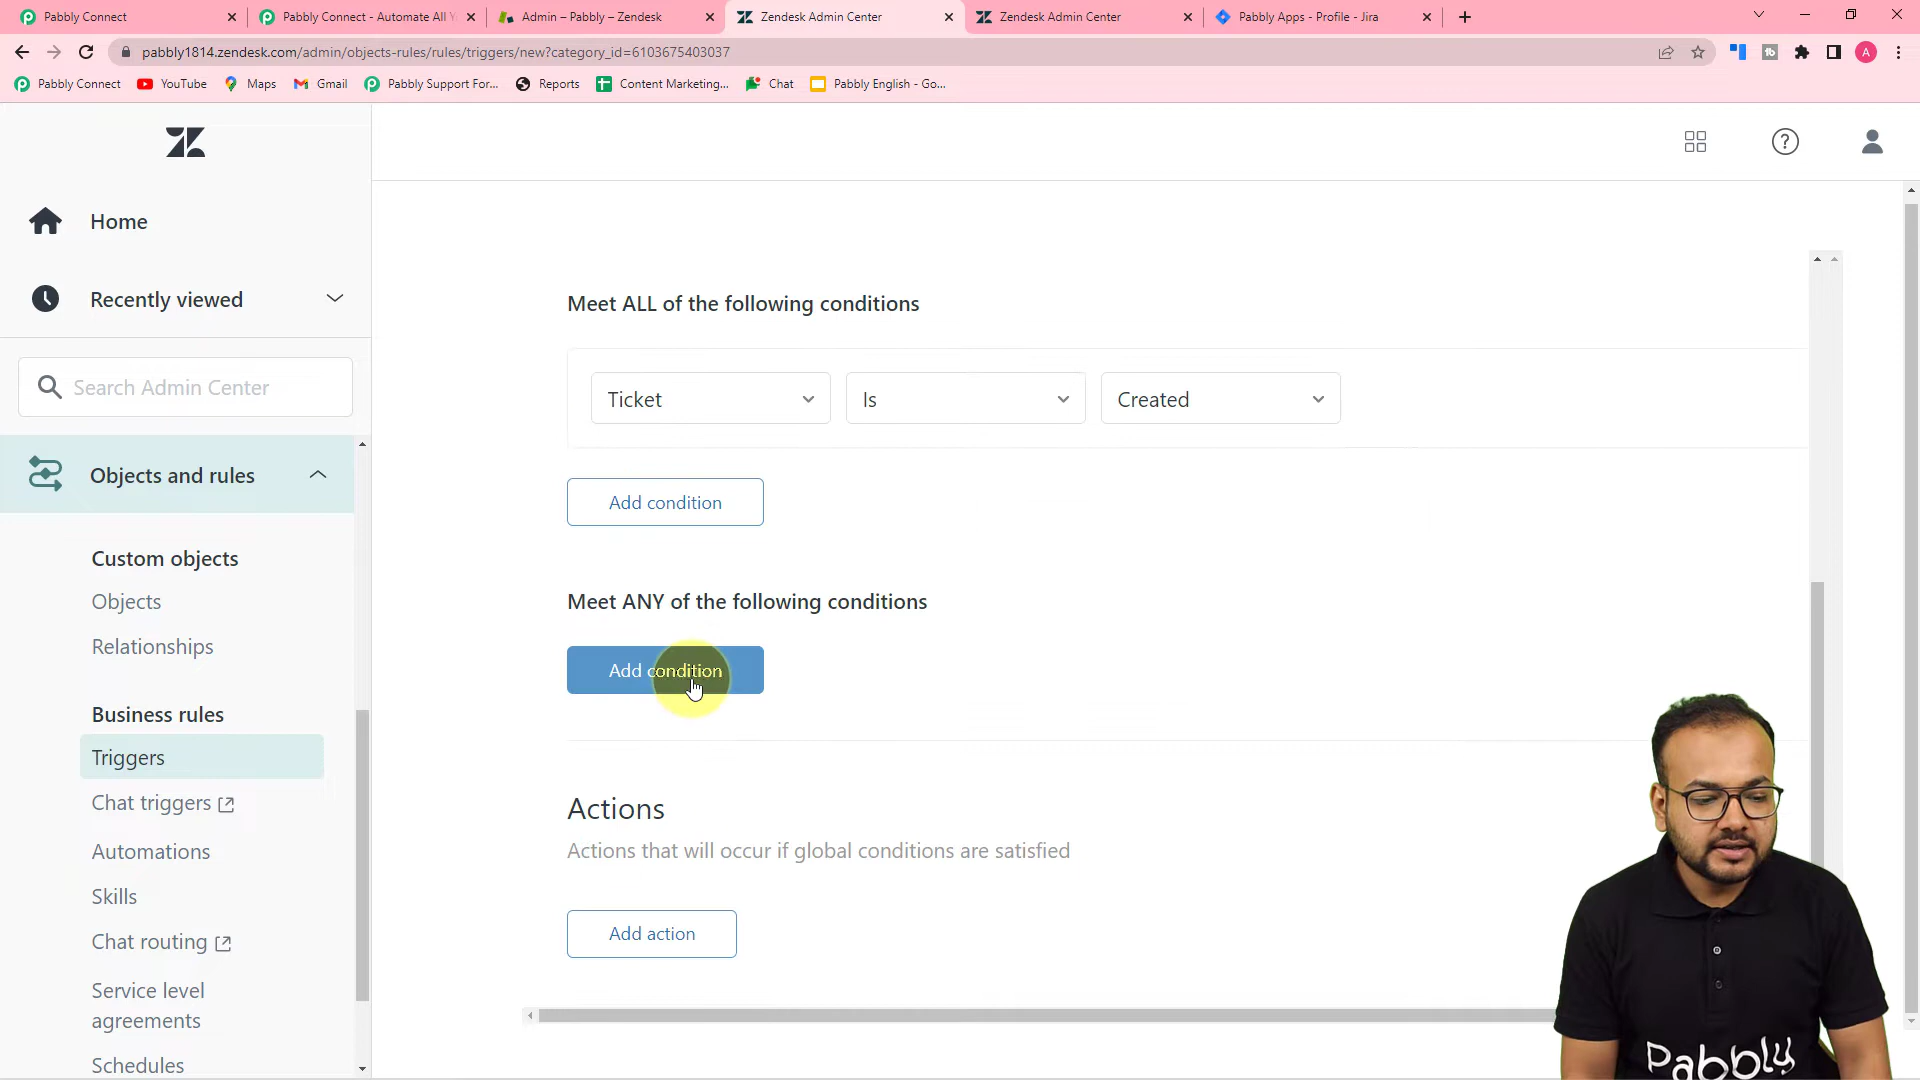 Pabbly Connect
Pabbly Connect - Automate All Y
Admin – Pabbly – Zendesk
Zendesk Admin Center
Zendesk Admin Center
Pabbly Apps - Profile - Jira
pabbly1814.zendesk.com/admin/objects-rules/rules/triggers/new?category_id=6103675403037
A
Pabbly Connect
YouTube
Maps
Gmail
Pabbly Support For...
Reports
Content Marketing...
Chat
Pabbly English - Go...
Home
Recently viewed
Search Admin Center
Objects and rules
Custom objects
Objects
Relationships
Business rules
Triggers
Chat triggers
Automations
Skills
Chat routing
Service level
agreements
Schedules
Meet ALL of the following conditions
Ticket
Is
Created
Add condition
Meet ANY of the following conditions
Add condition
Actions
Actions that will occur if global conditions are satisfied
Add action
Pabbly